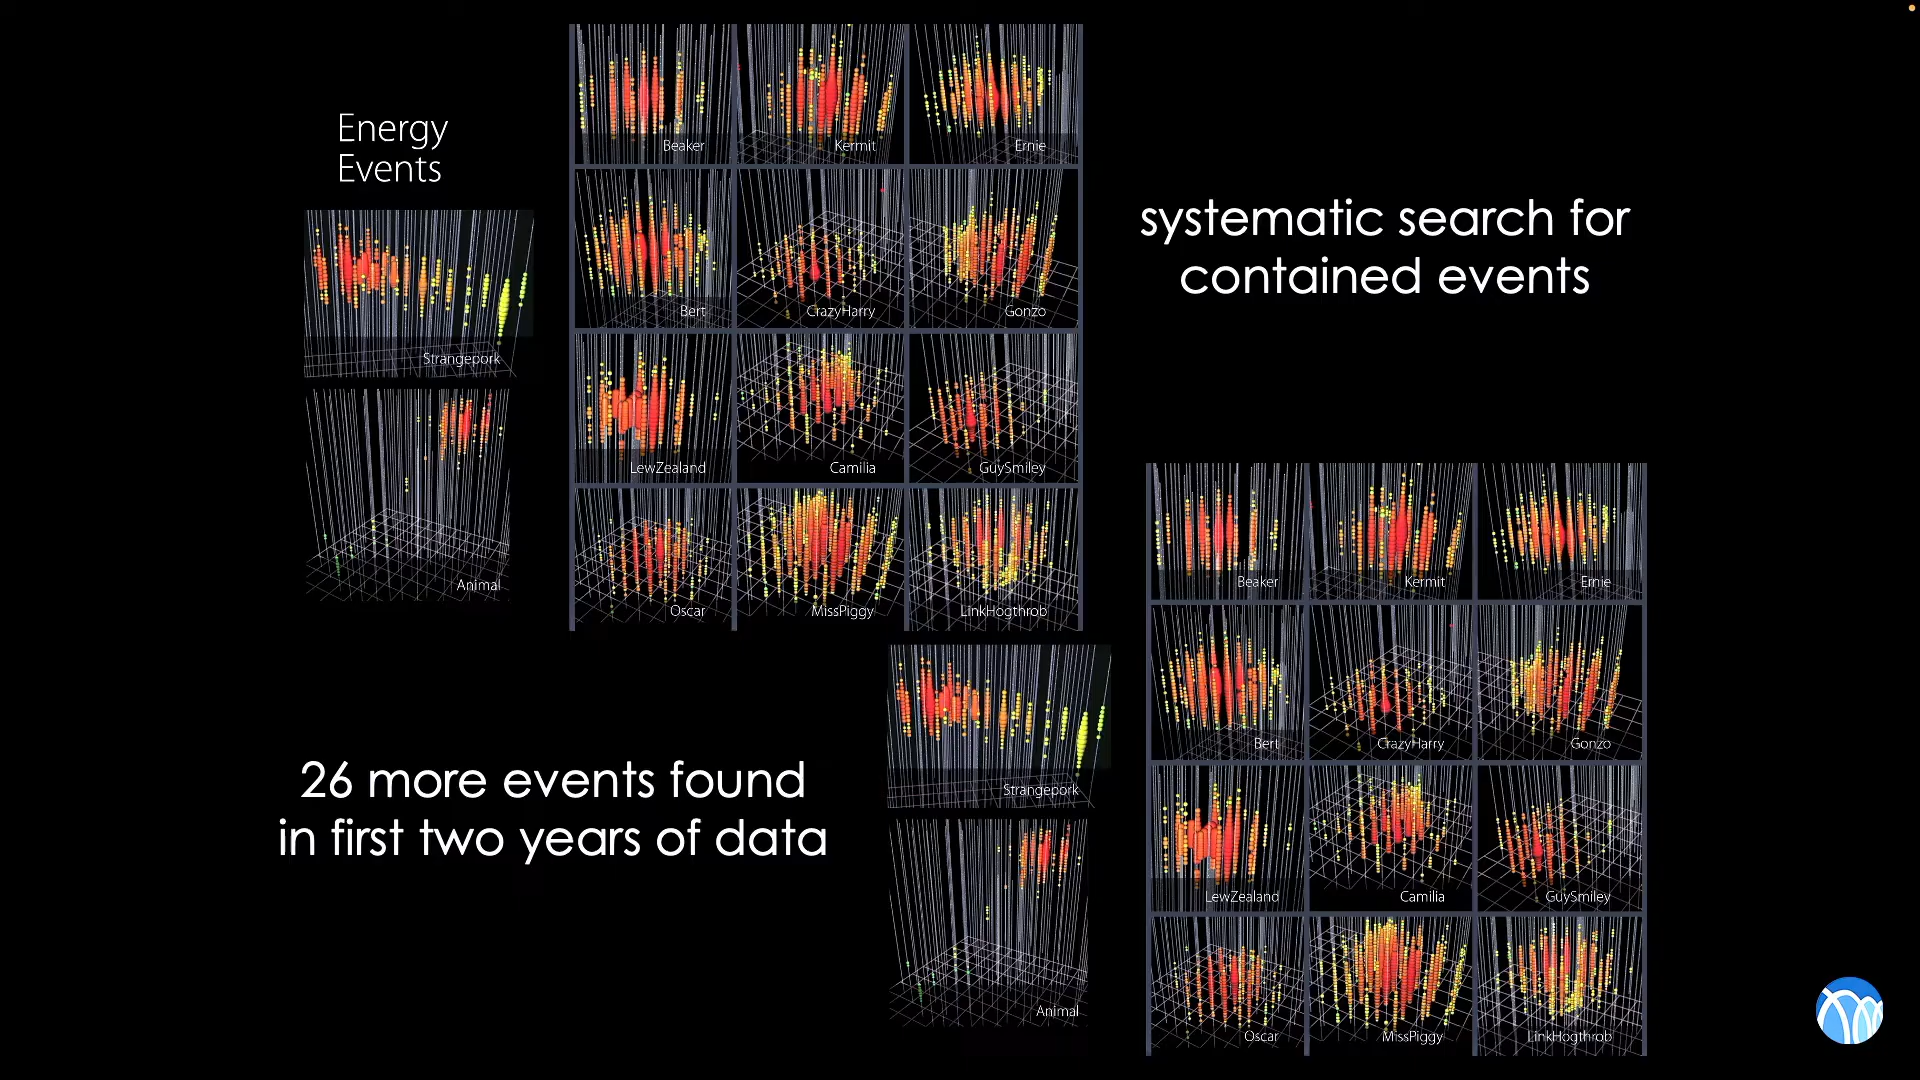 Energy
Events
Beaker
Kermit
Ernie
Bert
CrazyHarry
Gonzo
Strangepork
LewZealand
Camilia
GuySmiley
Animal
Oscar
MissPiggy
LinkHogthrob
systematic search for
contained events
26 more events found
in first two years of data
Strangepork
Animal
Beaker
Kermit
Ernie
Bert
CrazyHarry
Gonzo
LewZealand
Camilia
GuySmiley
Oscar
MissPiggy
LinkHogthrob